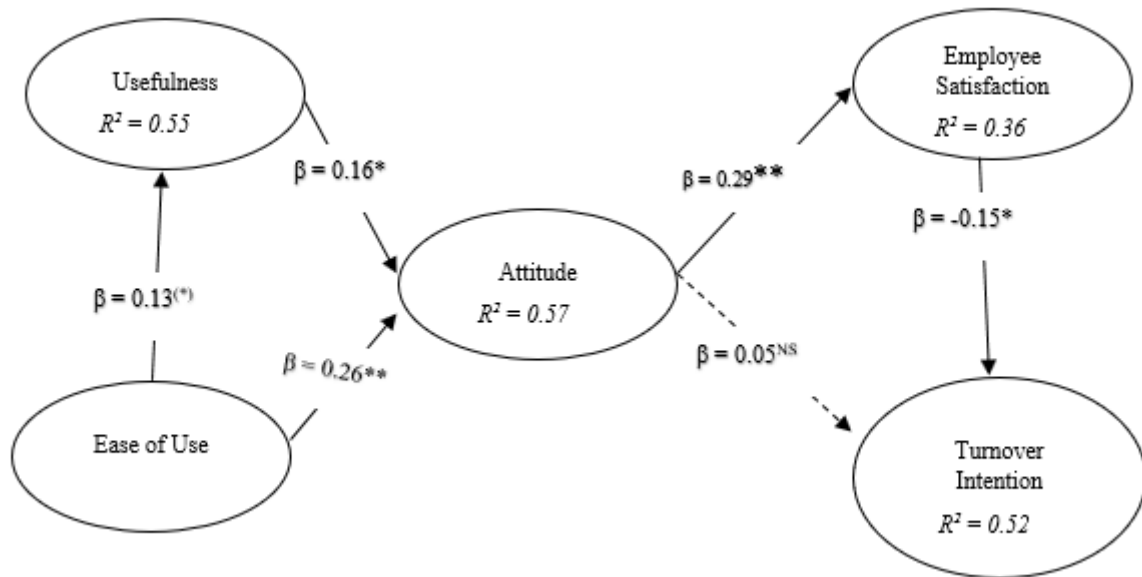 Usefulness
R² = 0.55
Employee
Satisfaction
R² = 0.36
β = 0.16*
β = 0.29**
β = -0.15*
Attitude
R² = 0.57
β = 0.13(*)
β = 0.26**
β = 0.05NS
Ease of Use
Turnover
Intention
R² = 0.52